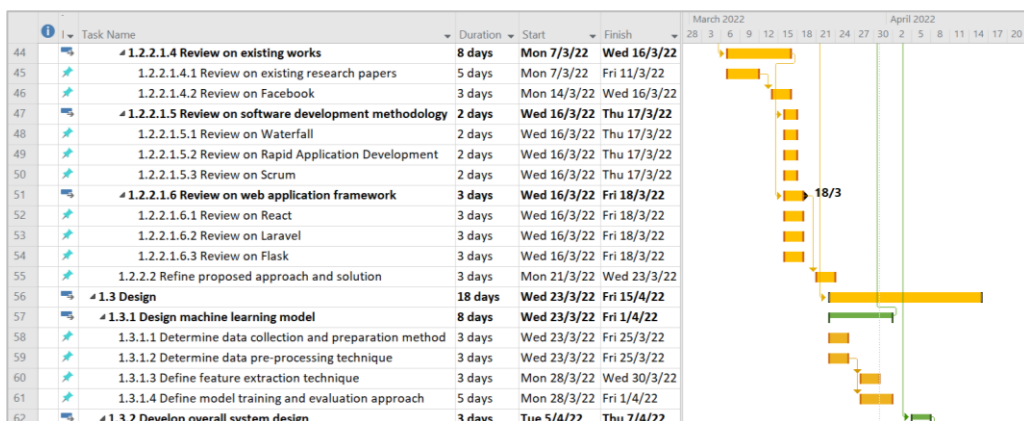 March 2022 April 2022
I Task Name Duration Start Finish 28 3 6 9 12 15 18 21 24 27 30 2 5 8 11 14 17 20
44 1.2.2.1.4 Review on existing works 8 days Mon 7/3/22 Wed 16/3/22
45 1.2.2.1.4.1 Review on existing research papers 5 days Mon 7/3/22 Fri 11/3/22
46 1.2.2.1.4.2 Review on Facebook 3 days Mon 14/3/22 Wed 16/3/22
47 1.2.2.1.5 Review on software development methodology 2 days Wed 16/3/22 Thu 17/3/22
48 1.2.2.1.5.1 Review on Waterfall 2 days Wed 16/3/22 Thu 17/3/22
49 1.2.2.1.5.2 Review on Rapid Application Development 2 days Wed 16/3/22 Thu 17/3/22
50 1.2.2.1.5.3 Review on Scrum 2 days Wed 16/3/22 Thu 17/3/22
51 1.2.2.1.6 Review on web application framework 3 days Wed 16/3/22 Fri 18/3/22 18/3
52 1.2.2.1.6.1 Review on React 3 days Wed 16/3/22 Fri 18/3/22
53 1.2.2.1.6.2 Review on Laravel 3 days Wed 16/3/22 Fri 18/3/22
54 1.2.2.1.6.3 Review on Flask 3 days Wed 16/3/22 Fri 18/3/22
55 1.2.2.2 Refine proposed approach and solution 3 days Mon 21/3/22 Wed 23/3/22
56 1.3 Design 18 days Wed 23/3/22 Fri 15/4/22
57 1.3.1 Design machine learning model 8 days Wed 23/3/22 Fri 1/4/22
58 1.3.1.1 Determine data collection and preparation method 3 days Wed 23/3/22 Fri 25/3/22
59 1.3.1.2 Determine data pre-processing technique 3 days Wed 23/3/22 Fri 25/3/22
60 1.3.1.3 Define feature extraction technique 3 days Mon 28/3/22 Wed 30/3/22
61 1.3.1.4 Define model training and evaluation approach 5 days Mon 28/3/22 Fri 1/4/22
62 1.3.2 Develop overall system design 3 days Tue 5/4/22 Thu 7/4/22